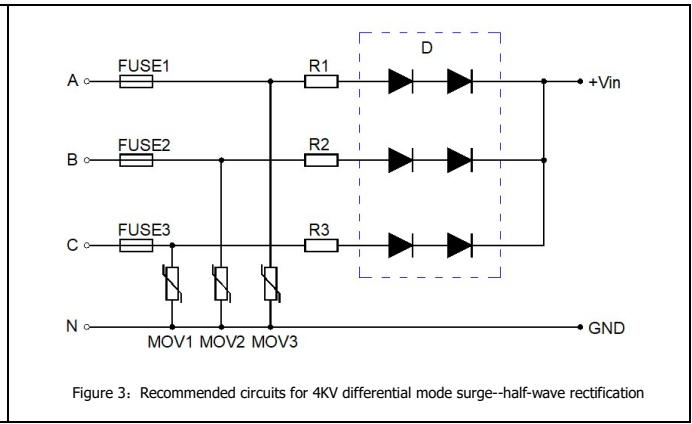 D
FUSE1 R1
A +Vin
FUSE2 R2
B
FUSE3 R3
C
N GND
MOV1 MOV2 MOV3
Figure 3：Recommended circuits for 4KV differential mode surge--half-wave rectification